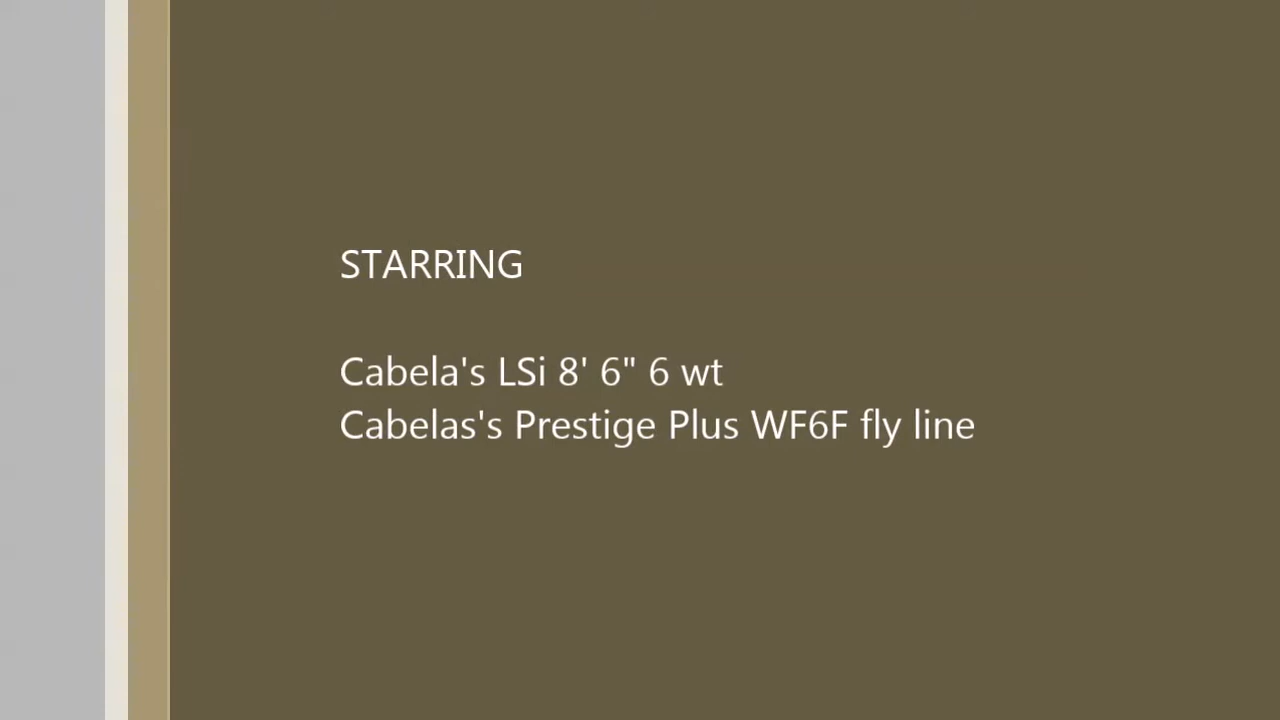 STARRING
Cabela's LSi 8' 6" 6 wt
Cabelas's Prestige Plus WF6F fly line